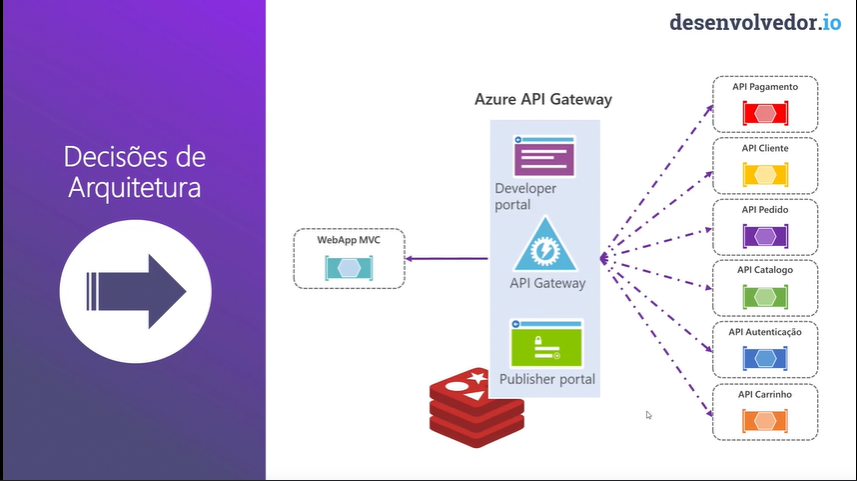 desenvolvedor.io
Decisões de
Arquitetura
Azure API Gateway
Developer
portal
API Gateway
Publisher portal
WebApp MVC
API Pagamento
API Cliente
API Pedido
API Catalogo
API Autenticação
API Carrinho